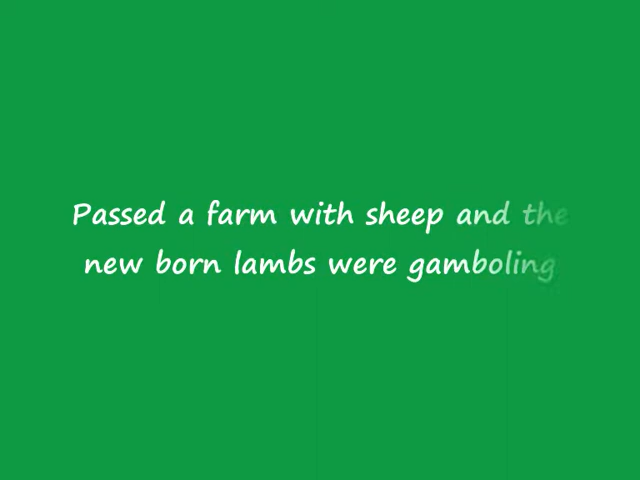 Passed a farm with sheep and the
new born lambs were gamboling